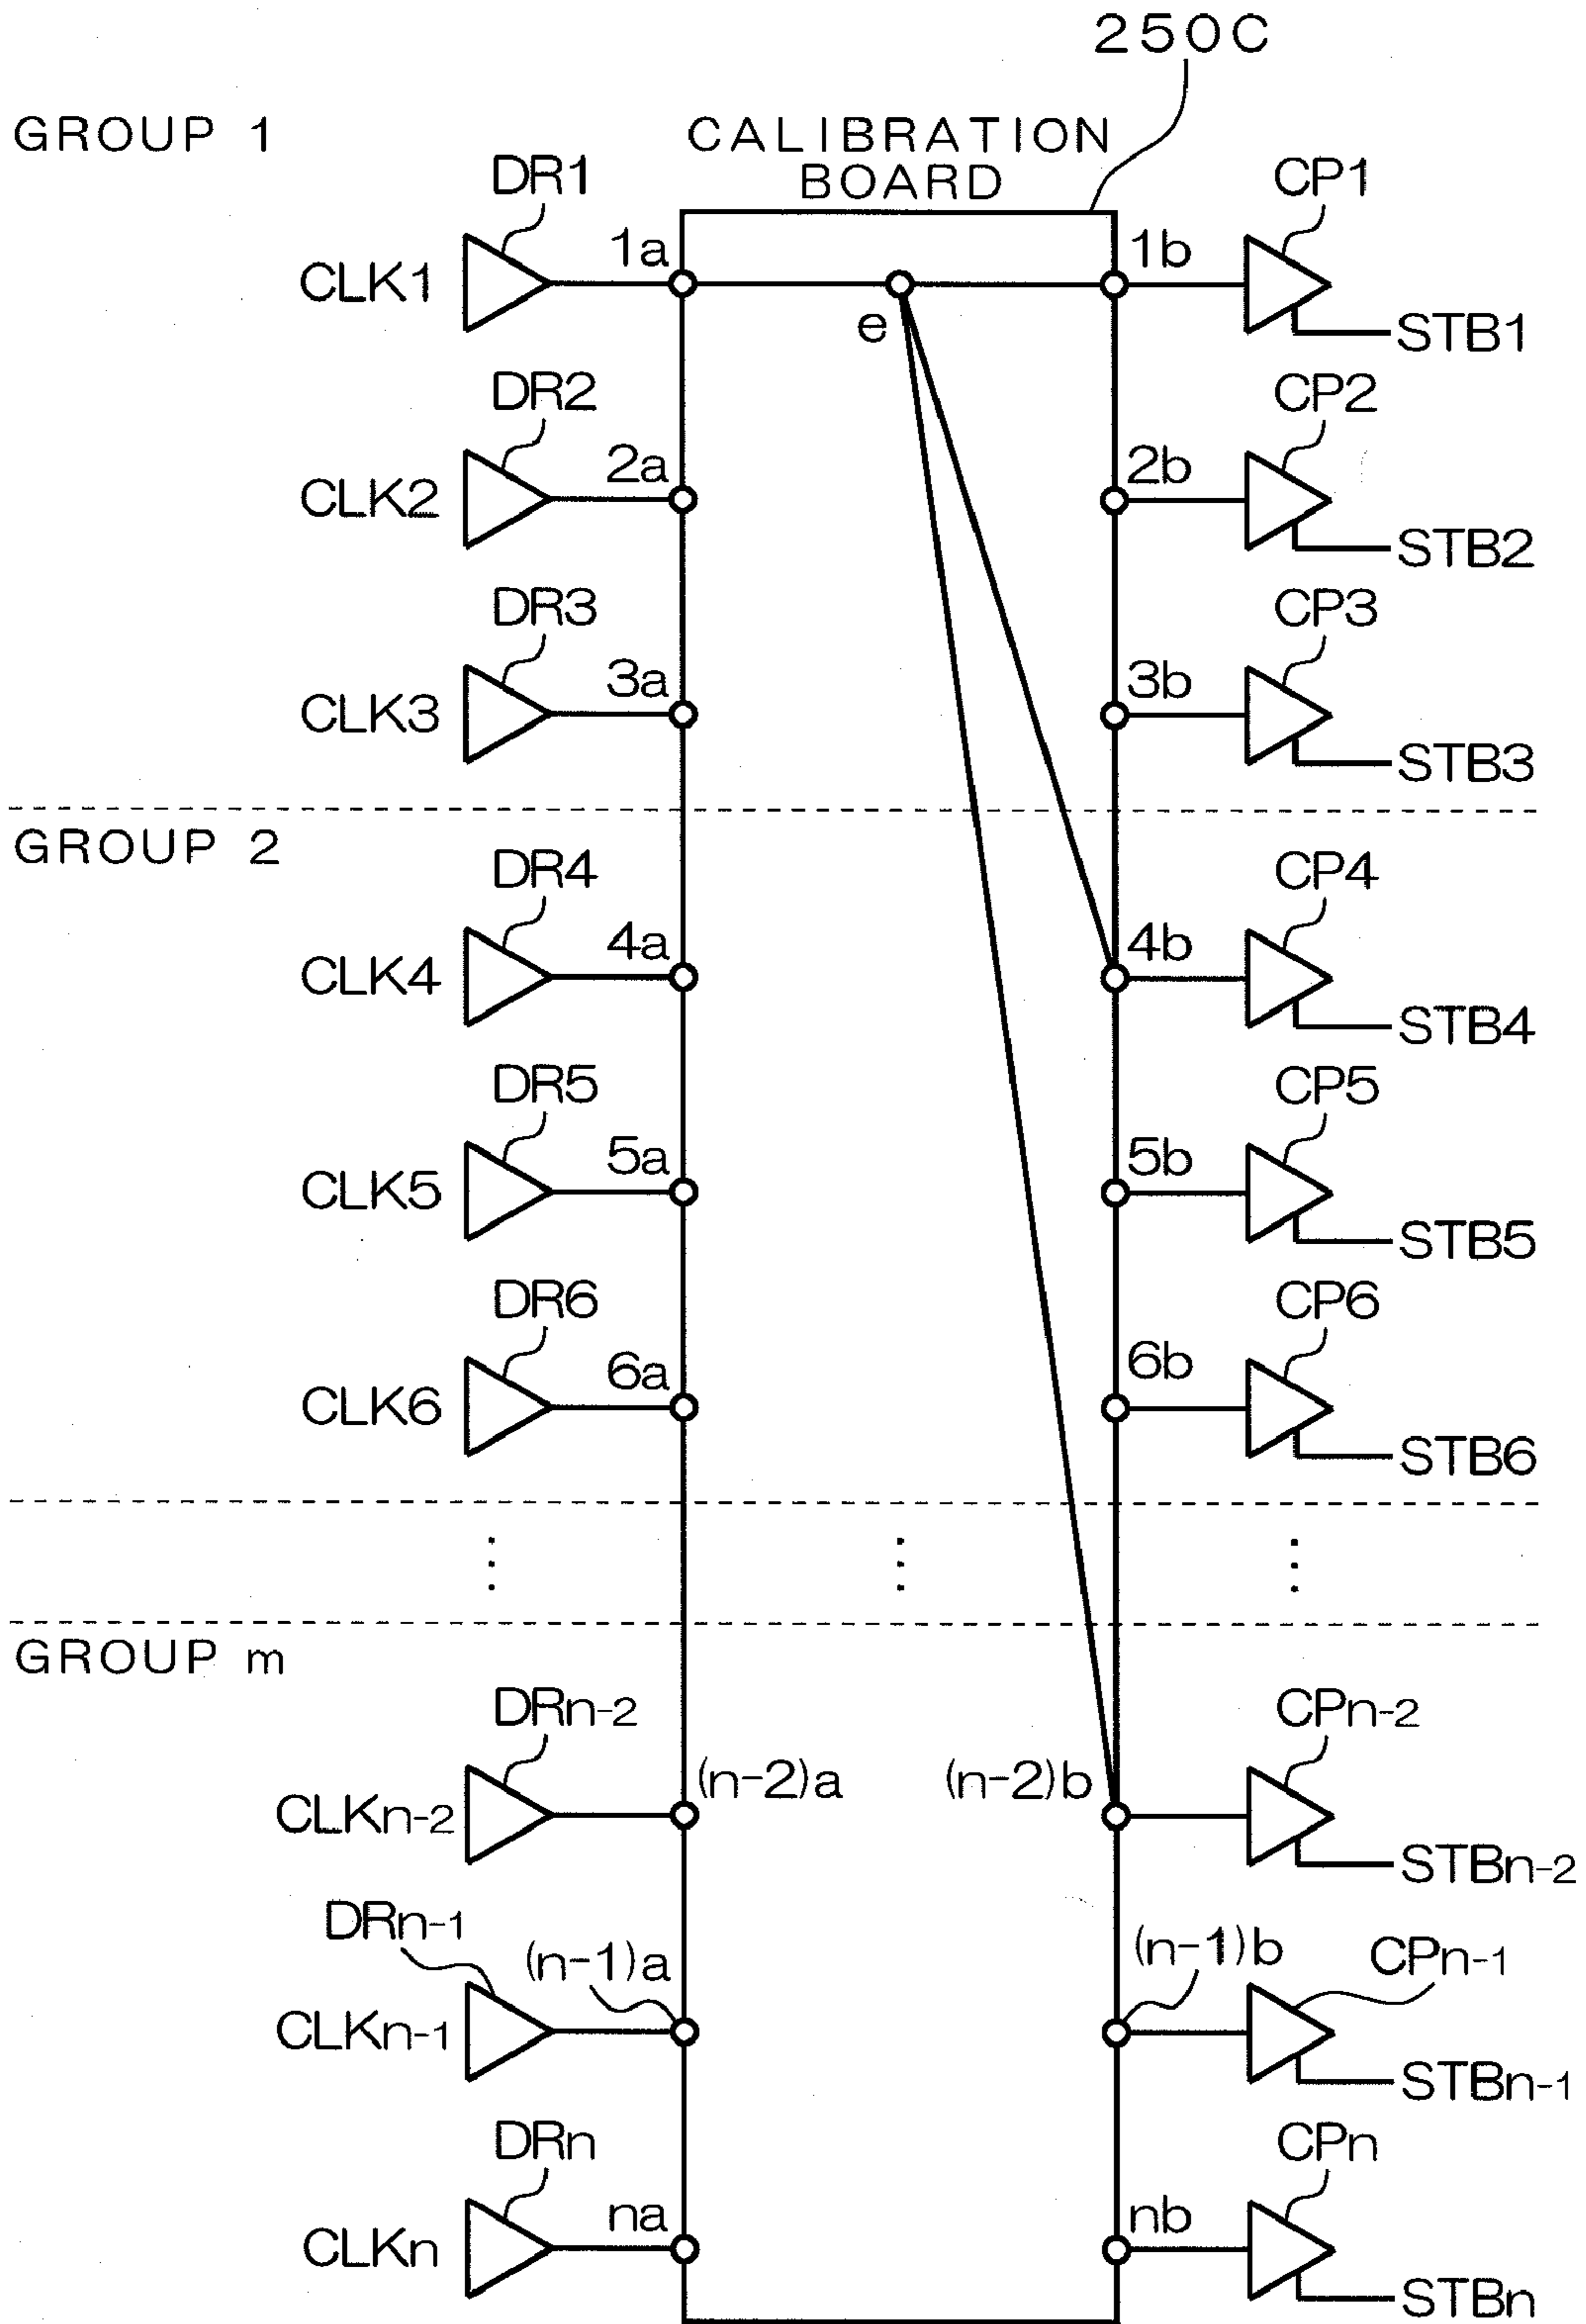 250C
GROUP 1
CALIBRATION
BOARD
DR1
CP1
1a
1b
CLK1
e
STB1
DR2
CP2
2a
2b
CLK2
STB2
DR3
CP3
3a
3b
CLK3
STB3
GROUP 2
DR4
CP4
4a
4b
CLK4
STB4
DR5
CP5
5a
5b
CLK5
STB5
DR6
CP6
6a
6b
CLK6
STB6
GROUP m
DRn-2
CPn-2
(n-2)a
(n-2)b
CLKn-2
STBn-2
DRn-1
(n-1)a
(n-1)b
CPn-1
CLKn-1
STBn-1
DRn
CPn
na
nb
CLKn
STBn